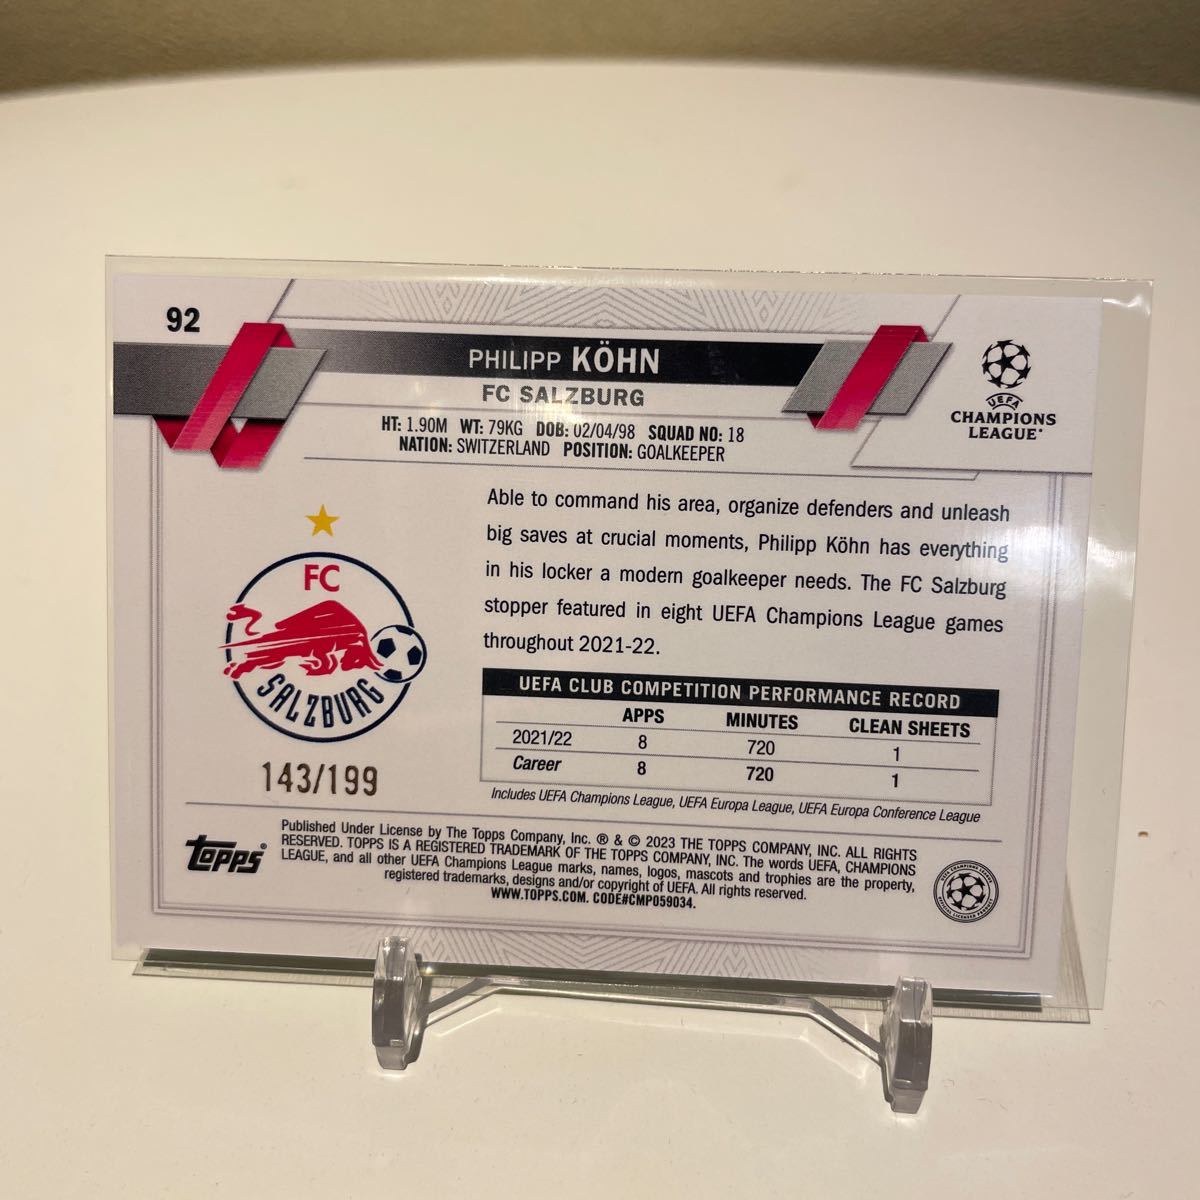 92
PHILIPP KÖHN
FC SALZBURG
HT: 1.90M WT: 79KG DOB: 02/04/98 SQUAD NO: 18
NATION: SWITZERLAND POSITION: GOALKEEPER
UEFA
CHAMPIONS
LEAGUE®
Able to command his area, organize defenders and unleash
big saves at crucial moments, Philipp Köhn has everything
in his locker a modern goalkeeper needs. The FC Salzburg
stopper featured in eight UEFA Champions League games
throughout 2021-22.
FC
SALZBURG
143/199
UEFA CLUB COMPETITION PERFORMANCE RECORD
APPS MINUTES CLEAN SHEETS
2021/22 8 720 1
Career 8 720 1
Includes UEFA Champions League, UEFA Europa League, UEFA Europa Conference League
topps®
Published Under License by The Topps Company, Inc. ® & © 2023 THE TOPPS COMPANY, INC. ALL RIGHTS
RESERVED. TOPPS IS A REGISTERED TRADEMARK OF THE TOPPS COMPANY, INC. The words UEFA, CHAMPIONS
LEAGUE, and all other UEFA Champions League marks, names, logos, mascots and trophies are the property,
registered trademarks, designs and/or copyright of UEFA. All rights reserved.
WWW.TOPPS.COM. CODE#CMP059034.
UEFA CHAMPIONS LEAGUE
OFFICIAL LICENSED PRODUCT